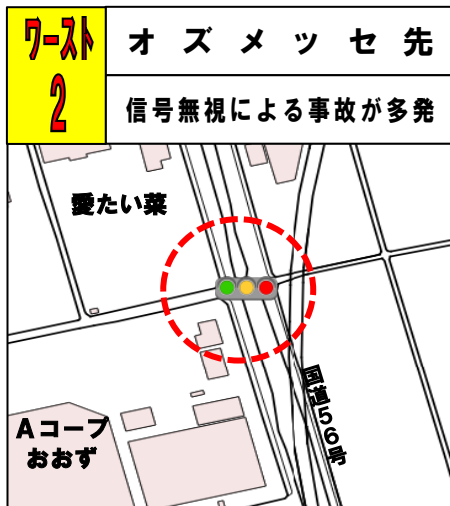 ワースト
2
オズメッセ先
信号無視による事故が多発
愛たい菜
国道56号
Aコープ
おおず